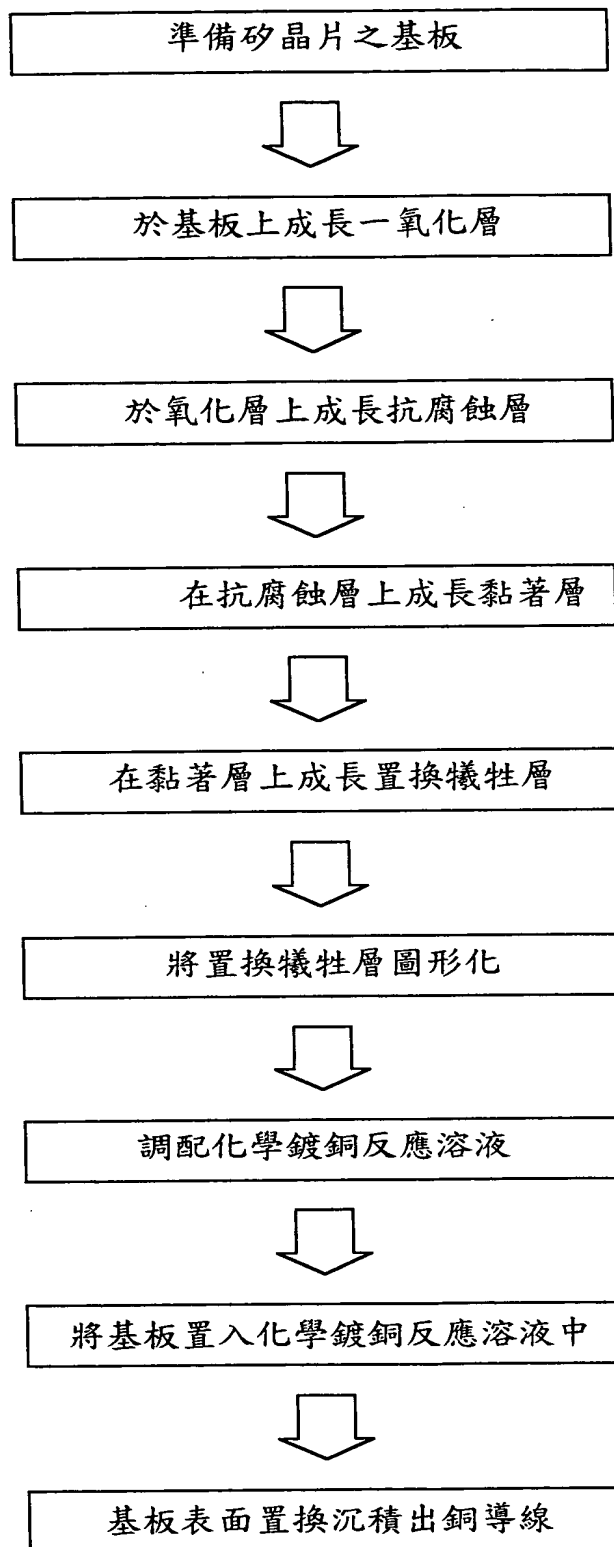 準備矽晶片之基板
於基板上成長一氧化層
於氧化層上成長抗腐蝕層
在抗腐蝕層上成長黏著層
在黏著層上成長置換犧牲層
將置換犧牲層圖形化
調配化學鍍銅反應溶液
將基板置入化學鍍銅反應溶液中
基板表面置換沉積出銅導線